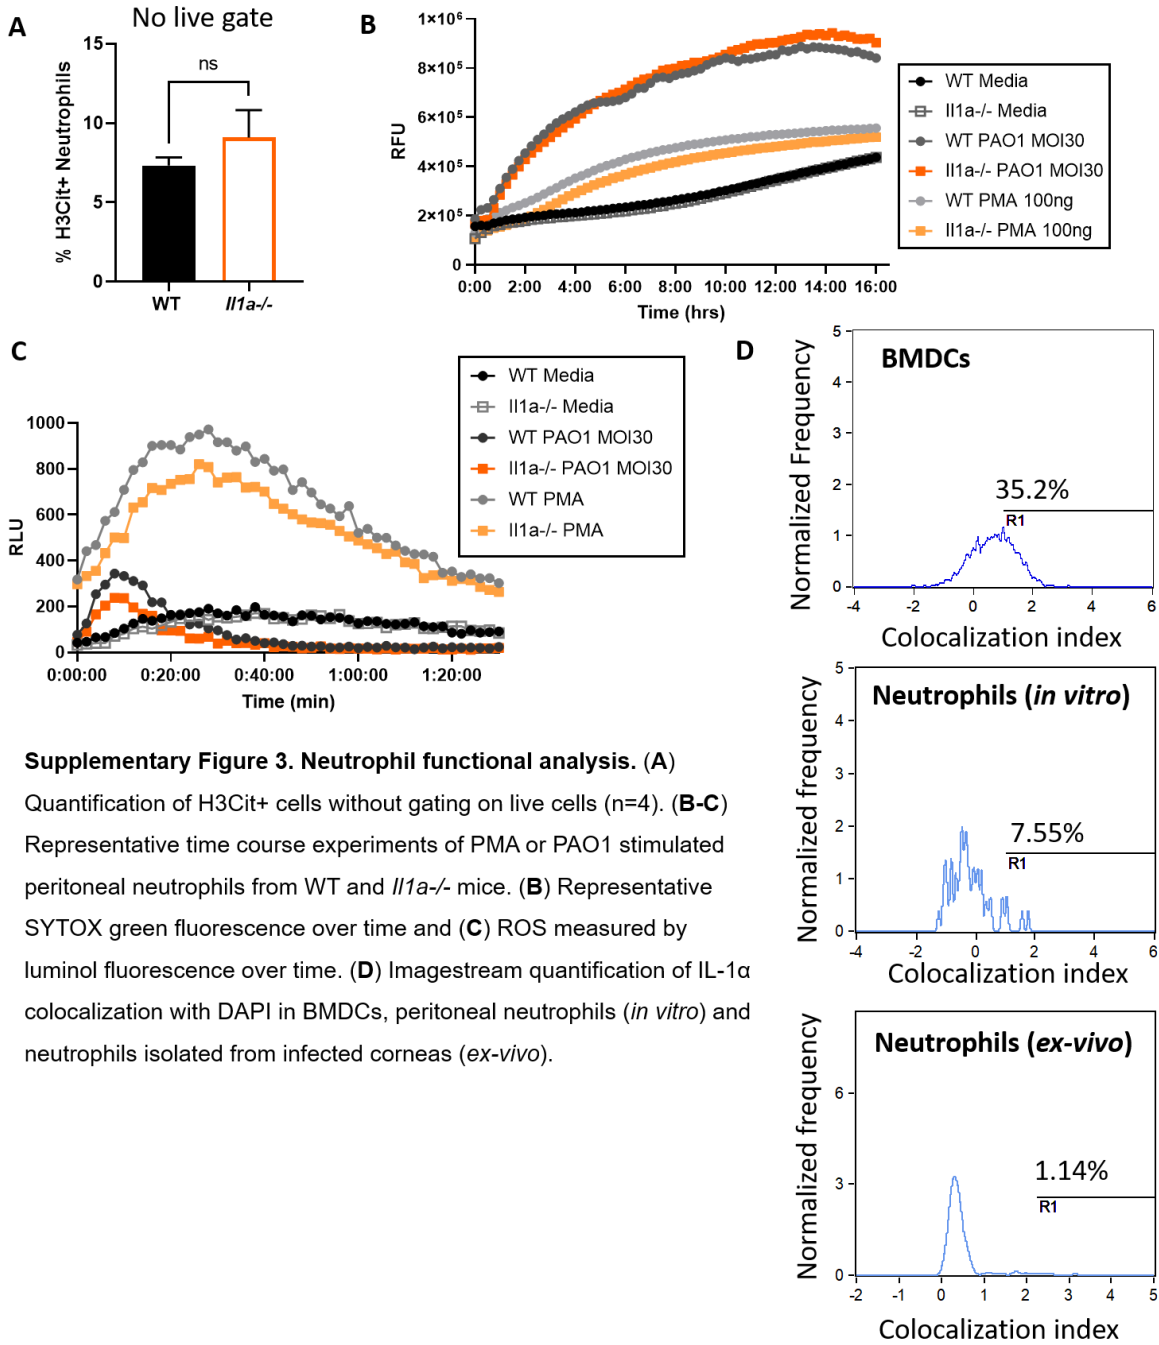 A
No live gate
% H3Cit+ Neutrophils
15
10
5
0
ns
WT
Il1a-/-
B
RFU
1×10⁶
8×10⁵
6×10⁵
4×10⁵
2×10⁵
0
0:00 2:00 4:00 6:00 8:00 10:00 12:00 14:00 16:00
Time (hrs)
WT Media
Il1a-/- Media
WT PAO1 MOI30
Il1a-/- PAO1 MOI30
WT PMA 100ng
Il1a-/- PMA 100ng
C
RLU
1000
800
600
400
200
0
0:00:00 0:20:00 0:40:00 1:00:00 1:20:00
Time (min)
WT Media
Il1a-/- Media
WT PAO1 MOI30
Il1a-/- PAO1 MOI30
WT PMA
Il1a-/- PMA
D
BMDCs
Normalized Frequency
5
4
3
2
1
0
35.2%
R1
-4 -2 0 2 4 6
Colocalization index
Neutrophils (in vitro)
Normalized frequency
5
4
3
2
1
0
7.55%
R1
-4 -2 0 2 4 6
Colocalization index
Neutrophils (ex-vivo)
Normalized frequency
6
3
0
1.14%
R1
-2 -1 0 1 2 3 4 5
Colocalization index
Supplementary Figure 3. Neutrophil functional analysis. (A)
Quantification of H3Cit+ cells without gating on live cells (n=4). (B-C)
Representative time course experiments of PMA or PAO1 stimulated
peritoneal neutrophils from WT and Il1a-/- mice. (B) Representative
SYTOX green fluorescence over time and (C) ROS measured by
luminol fluorescence over time. (D) Imagestream quantification of IL-1α
colocalization with DAPI in BMDCs, peritoneal neutrophils (in vitro) and
neutrophils isolated from infected corneas (ex-vivo).